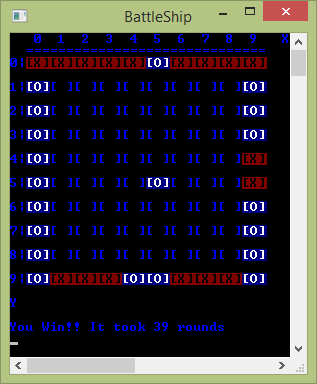 BattleShip
0 1 2 3 4 5 6 7 8 9 X
==============================
0:[X][X][X][X][X][O][X][X][X][X]
1:[O][ ][ ][ ][ ][ ][ ][ ][ ][O]
2:[O][ ][ ][ ][ ][ ][ ][ ][ ][O]
3:[O][ ][ ][ ][ ][ ][ ][ ][ ][O]
4:[O][ ][ ][ ][ ][ ][ ][ ][ ][X]
5:[O][ ][ ][ ][ ][O][ ][ ][ ][X]
6:[O][ ][ ][ ][ ][ ][ ][ ][ ][O]
7:[O][ ][ ][ ][ ][ ][ ][ ][ ][O]
8:[O][ ][ ][ ][ ][ ][ ][ ][ ][O]
9:[O][X][X][X][O][O][X][X][X][O]
Y
You Win!! It took 39 rounds